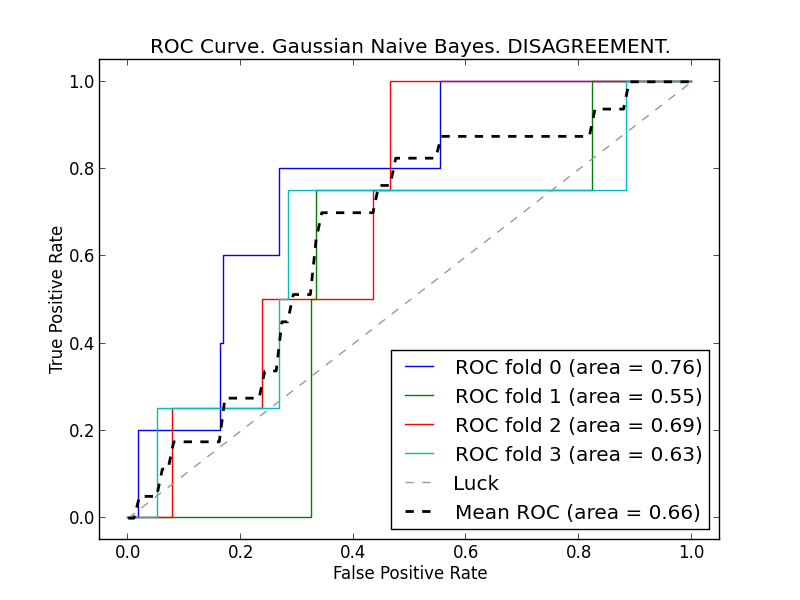 ROC Curve. Gaussian Naive Bayes. DISAGREEMENT.
True Positive Rate
1.0
0.8
0.6
0.4
0.2
0.0
ROC fold 0 (area = 0.76)
ROC fold 1 (area = 0.55)
ROC fold 2 (area = 0.69)
ROC fold 3 (area = 0.63)
Luck
Mean ROC (area = 0.66)
0.0 0.2 0.4 0.6 0.8 1.0
False Positive Rate